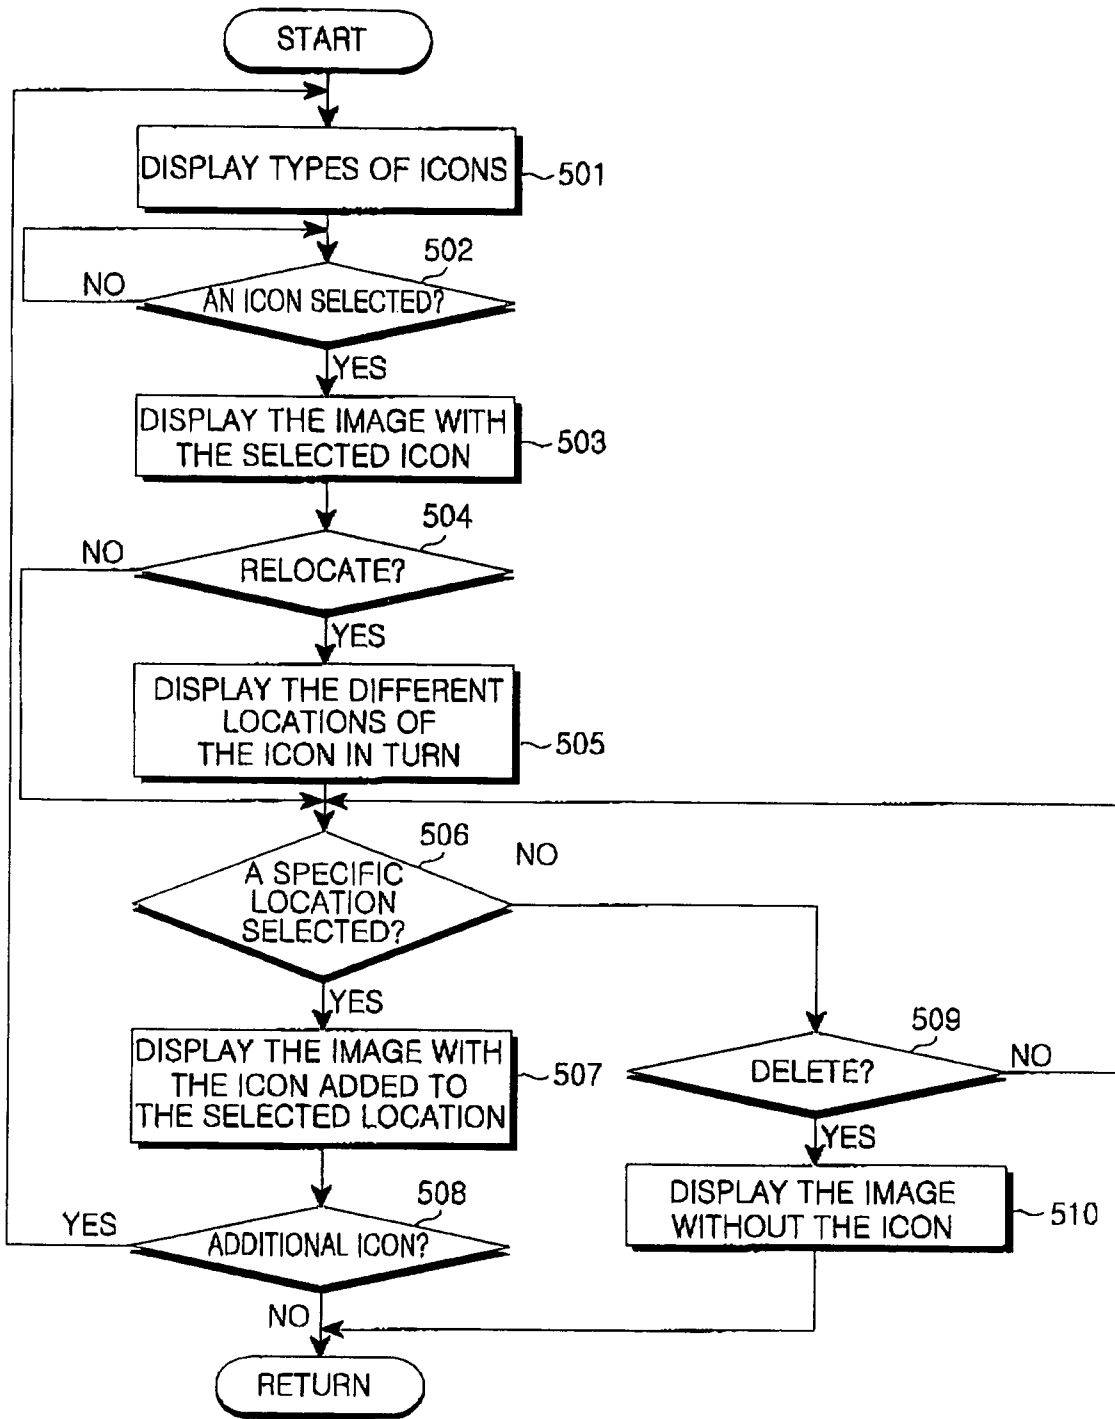 START
DISPLAY TYPES OF ICONS
501
502
NO
AN ICON SELECTED?
YES
DISPLAY THE IMAGE WITH
THE SELECTED ICON
503
504
NO
RELOCATE?
YES
DISPLAY THE DIFFERENT
LOCATIONS OF
THE ICON IN TURN
505
506
NO
A SPECIFIC
LOCATION
SELECTED?
YES
DISPLAY THE IMAGE WITH
THE ICON ADDED TO
THE SELECTED LOCATION
507
509
NO
DELETE?
YES
508
YES
ADDITIONAL ICON?
DISPLAY THE IMAGE
WITHOUT THE ICON
510
NO
RETURN